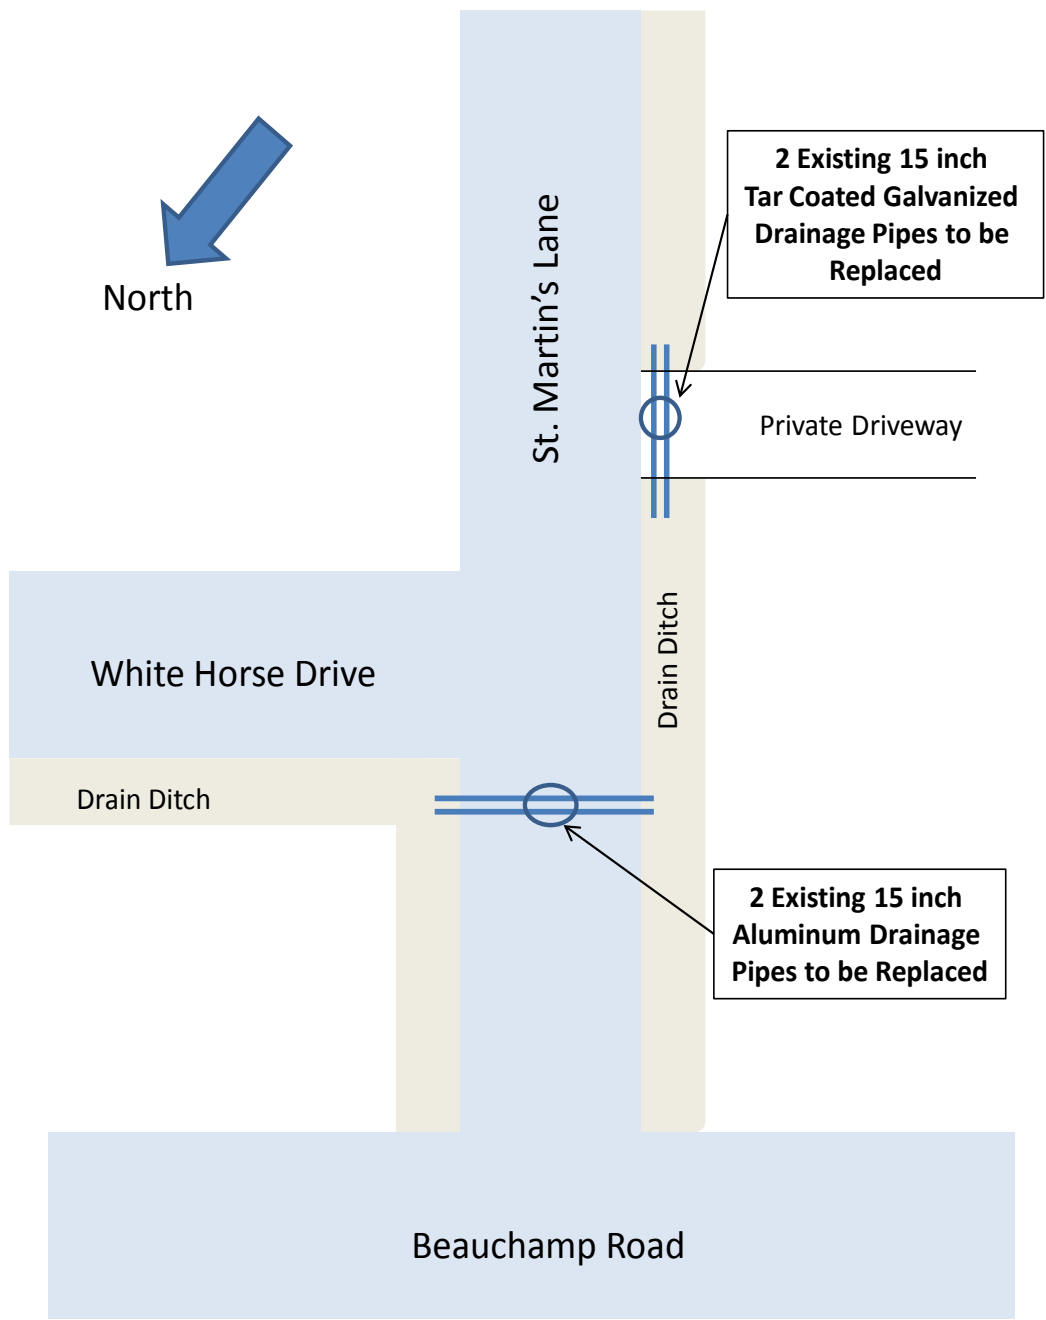 2 Existing 15 inch
Tar Coated Galvanized
Drainage Pipes to be
Replaced
North
St. Martin's Lane
Private Driveway
Drain Ditch
White Horse Drive
Drain Ditch
2 Existing 15 inch
Aluminum Drainage
Pipes to be Replaced
Beauchamp Road